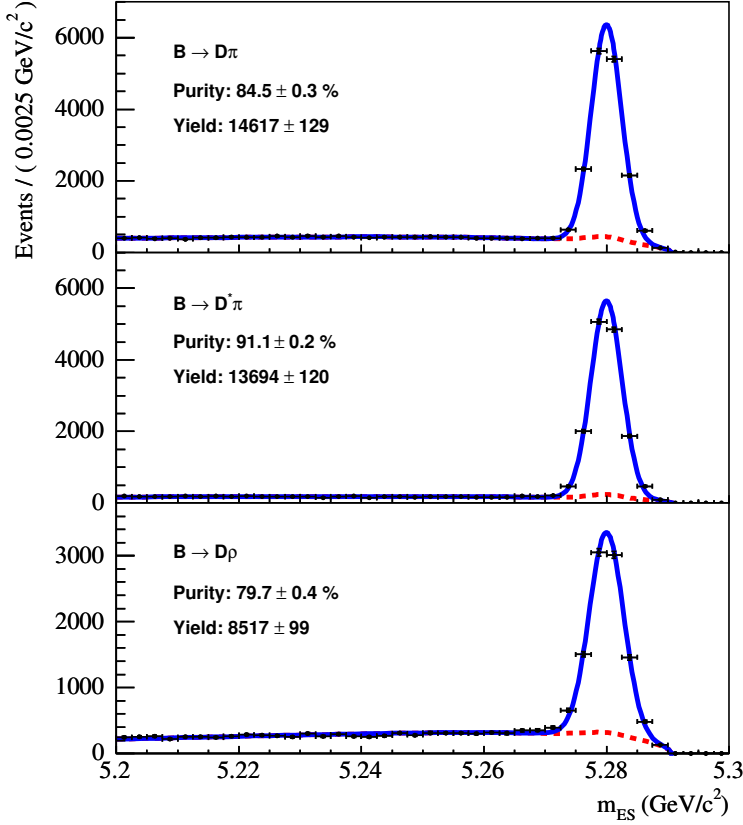 Events / ( 0.0025 GeV/c²)
6000
4000
2000
0
B → Dπ
Purity: 84.5 ± 0.3 %
Yield: 14617 ± 129
6000
4000
2000
0
B → D*π
Purity: 91.1 ± 0.2 %
Yield: 13694 ± 120
3000
2000
1000
0
B → Dρ
Purity: 79.7 ± 0.4 %
Yield: 8517 ± 99
5.2 5.22 5.24 5.26 5.28 5.3
m_ES (GeV/c²)